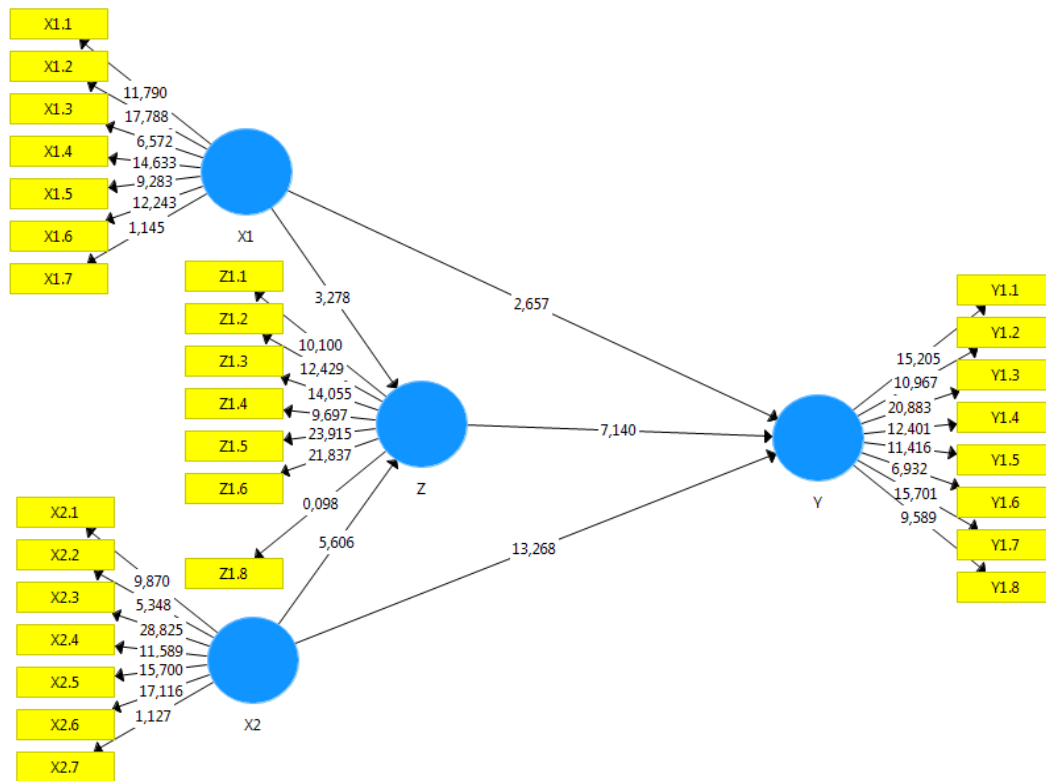 X1.1
X1.2
X1.3
X1.4
X1.5
X1.6
X1.7
11,790
17,788
6,572
14,633
9,283
12,243
1,145
X1
3,278
2,657
Z1.1
Z1.2
Z1.3
Z1.4
Z1.5
Z1.6
Z1.8
10,100
12,429
14,055
9,697
23,915
21,837
0,098
Z
7,140
5,606
13,268
X2.1
X2.2
X2.3
X2.4
X2.5
X2.6
X2.7
9,870
5,348
28,825
11,589
15,700
17,116
1,127
X2
Y
15,205
10,967
20,883
12,401
11,416
6,932
15,701
9,589
Y1.1
Y1.2
Y1.3
Y1.4
Y1.5
Y1.6
Y1.7
Y1.8